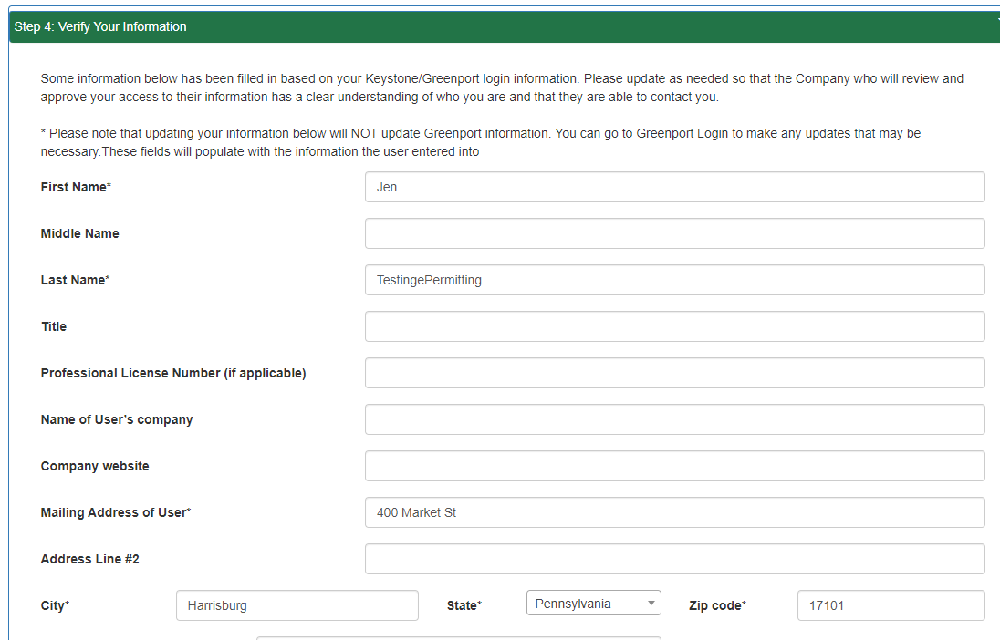 Step 4: Verify Your Information
Some information below has been filled in based on your Keystone/Greenport login information. Please update as needed so that the Company who will review and
approve your access to their information has a clear understanding of who you are and that they are able to contact you.
* Please note that updating your information below will NOT update Greenport information. You can go to Greenport Login to make any updates that may be
necessary.These fields will populate with the information the user entered into
First Name* Jen
Middle Name
Last Name* TestingePermitting
Title
Professional License Number (if applicable)
Name of User’s company
Company website
Mailing Address of User* 400 Market St
Address Line #2
City* Harrisburg State* Pennsylvania Zip code* 17101